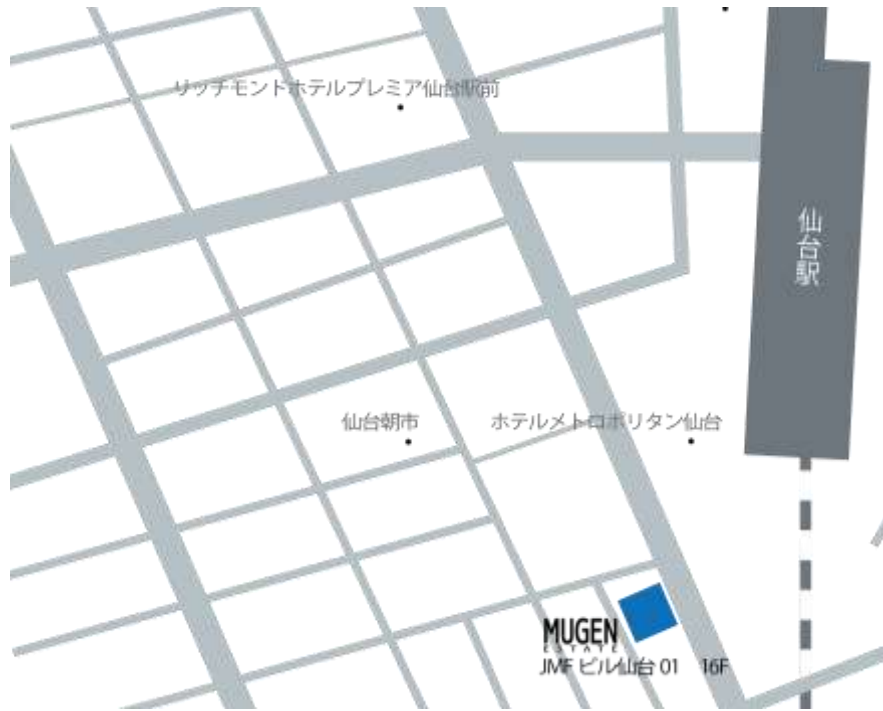 リッチモンドホテルプレミア仙台駅前
仙台駅
仙台朝市
ホテルメトロポリタン仙台
MUGEN
ESTATE
JMFビル仙台01 16F